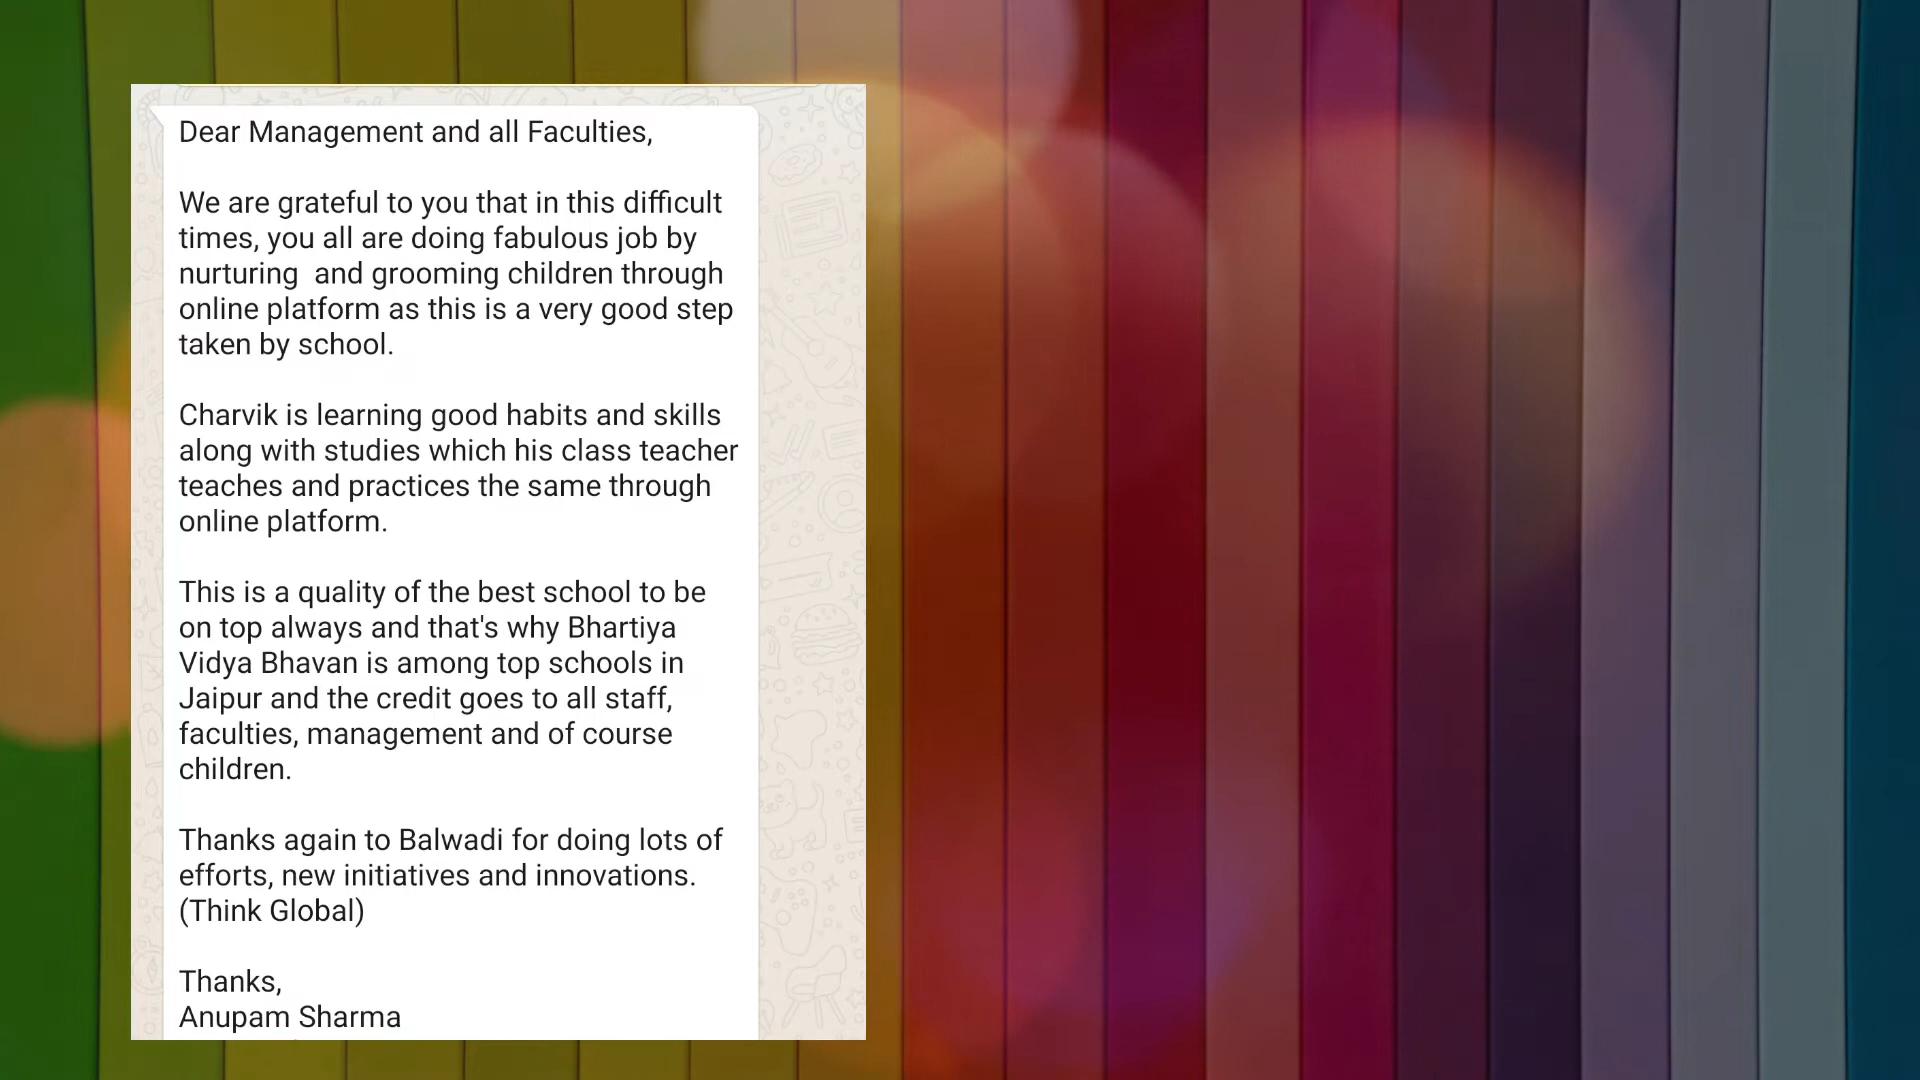 Dear Management and all Faculties,
We are grateful to you that in this difficult
times, you all are doing fabulous job by
nurturing  and grooming children through
online platform as this is a very good step
taken by school.
Charvik is learning good habits and skills
along with studies which his class teacher
teaches and practices the same through
online platform.
This is a quality of the best school to be
on top always and that's why Bhartiya
Vidya Bhavan is among top schools in
Jaipur and the credit goes to all staff,
faculties, management and of course
children.
Thanks again to Balwadi for doing lots of
efforts, new initiatives and innovations.
(Think Global)
Thanks,
Anupam Sharma